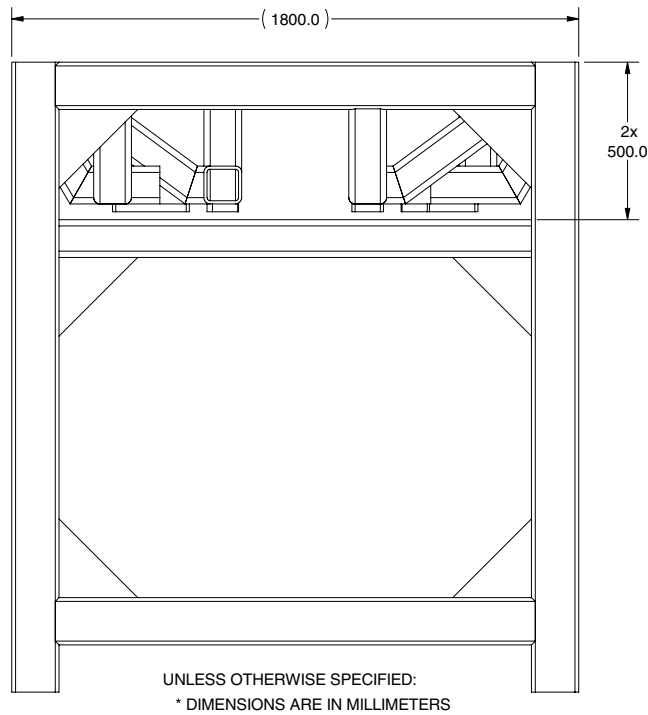 ( 1800.0 )
2x
500.0
UNLESS OTHERWISE SPECIFIED:
* DIMENSIONS ARE IN MILLIMETERS